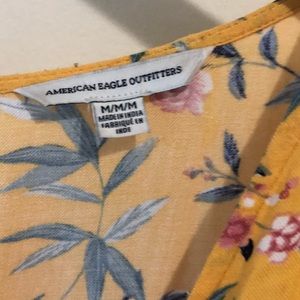 AMERICAN EAGLE OUTFITTERS
M/M/M
MADE IN INDIA
FABRIQUÉ EN
INDE